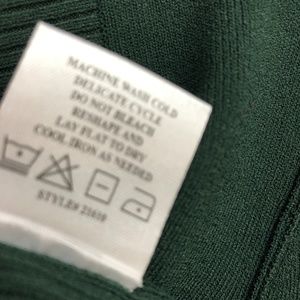 MACHINE WASH COLD
DELICATE CYCLE
DO NOT BLEACH
RESHAPE AND
LAY FLAT TO DRY
COOL IRON AS NEEDED
STYLE# 21619